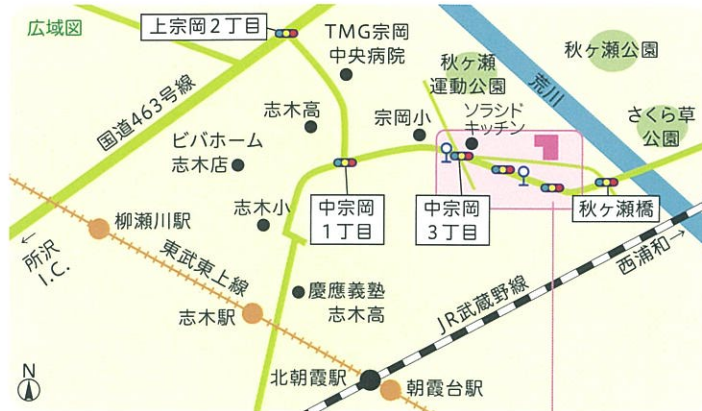 広域図
上宗岡2丁目
TMG宗岡
中央病院
秋ヶ瀬
運動公園
秋ヶ瀬公園
荒川
国道463号線
志木高
宗岡小
ソラシド
キッチン
さくら草
公園
ビバホーム
志木店
中宗岡
1丁目
中宗岡
3丁目
秋ヶ瀬橋
柳瀬川駅
志木小
←
所沢
I.C.
東武東上線
西浦和→
慶應義塾
志木高
志木駅
JR武蔵野線
N
北朝霞駅
朝霞台駅